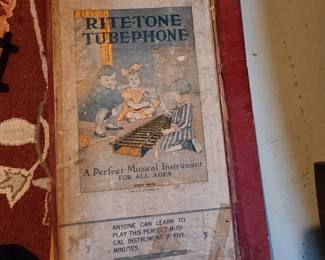 RITE-TONE
TUBEPHONE
A Perfect Musical Instrument
FOR ALL AGES
ANYONE CAN LEARN TO
PLAY THIS PERFECT MUSI-
CAL INSTRUMENT IN FIVE
MINUTES.